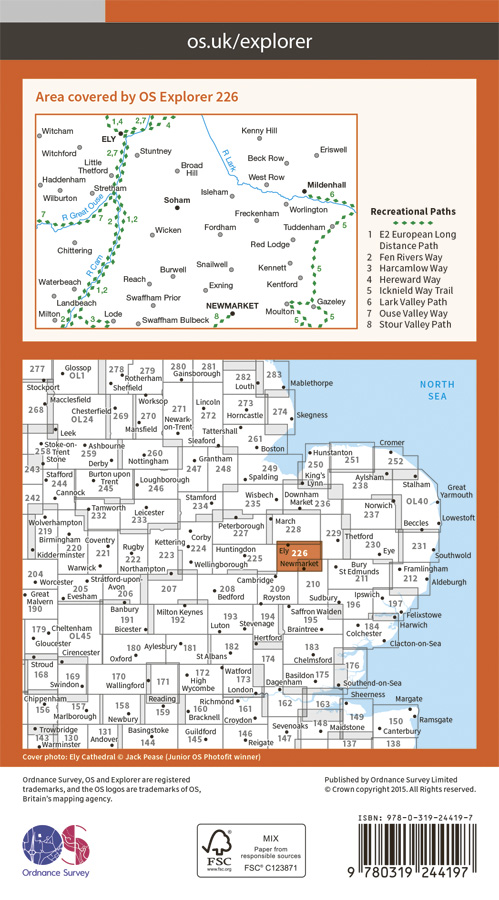 os.uk/explorer
Area covered by OS Explorer 226
1,4 2,7 4
Witcham
ELY
Kenny Hill
Witchford
2,7
Stuntney
R Lark
Beck Row
Eriswell
Little
Thetford
Broad
Hill
Haddenham
West Row
Stretham
Isleham
Mildenhall
Wilburton
6
R Great Ouse
Soham
Worlington
7
7
2
1,2
Freckenham
Tuddenham
5
Wicken
Fordham
Red Lodge
Chittering
R Cam
Snailwell
Kennett
5
Burwell
Waterbeach
Reach
Exning
Kentford
1,2
Swaffham Prior
Landbeach
NEWMARKET
Gazeley
Milton
2
3
Lode
Swaffham Bulbeck
8
Moulton
5
5
Recreational Paths
1 E2 European Long
Distance Path
2 Fen Rivers Way
3 Harcamlow Way
4 Hereward Way
5 Icknield Way Trail
6 Lark Valley Path
7 Ouse Valley Way
8 Stour Valley Path
277 Glossop
OL1
278 279 280 281
Rotherham
Gainsborough
282
Louth
283
Mablethorpe
NORTH
SEA
Stockport
Sheffield
268
Macclesfield
Chesterfield
OL24
Worksop
269 270
Mansfield
271
Newark-
on-Trent
Lincoln
272
273
Horncastle
274
Skegness
Leek
Tattershall
Sleaford
261
Boston
Stoke-on-
Trent
258
Ashbourne
259
Derby
260
Nottingham
Grantham
247 248
249
Spalding
Hunstanton
250
King's
Lynn
251
Cromer
252
243
Stone
244
Stafford
Burton upon
Trent
245
Loughborough
246
Aylsham
238
Stalham
242
Cannock
Stamford
234
Wisbech
235
Downham
Market
236
Norwich
237
OL40
Great
Yarmouth
Tamworth
232
Leicester
233
Peterborough
227
March
228
Beccles
Lowestoft
Wolverhampton
219
Birmingham
220
Kidderminster
Coventry
221
Rugby
222
Kettering
223
Corby
224
Huntingdon
225
Ely
226
Newmarket
229
Thetford
230
Eye
231
Southwold
Warwick
Northampton
Wellingborough
204
Worcester
Stratford-upon-
Avon
205
Evesham
206
207
208
Bedford
Cambridge
209
Royston
210
Bury
St Edmunds
211
Framlingham
212
Aldeburgh
Great
Malvern
190
Banbury
191
Bicester
Milton Keynes
192
193
Luton
194
Stevenage
Saffron Walden
195
Braintree
Sudbury
196
Ipswich
197
Felixstowe
Harwich
179
Cheltenham
OL45
Gloucester
180
Oxford
Aylesbury
181
182
St Albans
Hertford
183
Chelmsford
184
Colchester
Clacton-on-Sea
Cirencester
Stroud
168
169
Swindon
170
Wallingford
171
172
High
Wycombe
Watford
173
London
174
Basildon
175
176
Southend-on-Sea
Dagenham
Sheerness
Chippenham
156
157
Marlborough
158
Newbury
Reading
159
160
Bracknell
Richmond
161
Croydon
162
163
Margate
Ramsgate
Trowbridge
143
Warminster
130
131
Andover
Basingstoke
144
Guildford
145
146
Reigate
Sevenoaks
147
148
Maidstone
149
150
Canterbury
137
138
Cover photo: Ely Cathedral © Jack Pease (Junior OS Photofit winner)
Ordnance Survey, OS and Explorer are registered
trademarks, and the OS logos are trademarks of OS,
Britain's mapping agency.
Published by Ordnance Survey Limited
© Crown copyright 2015. All Rights reserved.
OS
Ordnance Survey
FSC
www.fsc.org
MIX
Paper from
responsible sources
FSC® C123871
ISBN: 978-0-319-24419-7
9 780319 244197